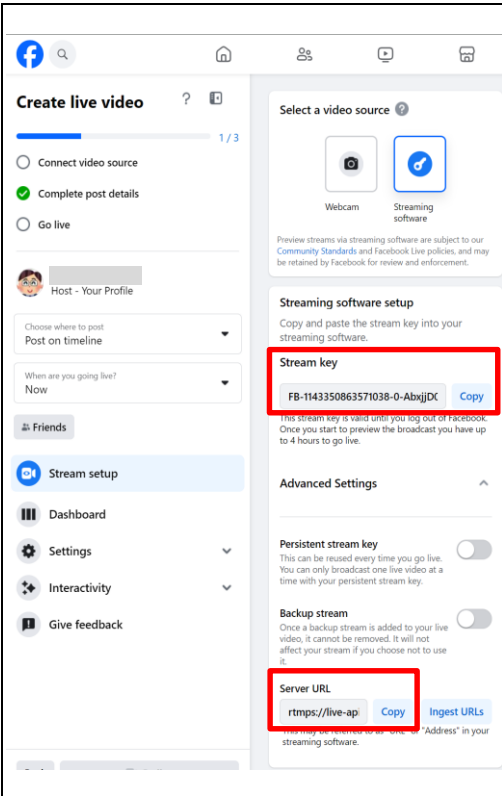 Create live video
1 / 3
Connect video source
Complete post details
Go live
Host - Your Profile
Choose where to post
Post on timeline
When are you going live?
Now
Friends
Stream setup
Dashboard
Settings
Interactivity
Give feedback
Select a video source
Webcam
Streaming
software
Preview streams via streaming software are subject to our
Community Standards and Facebook Live policies, and may
be retained by Facebook for review and enforcement.
Streaming software setup
Copy and paste the stream key into your
streaming software.
Stream key
FB-1143350863571038-0-AbxjjD
Copy
This stream key is valid until you log out of Facebook.
Once you start to preview the broadcast you have up
to 4 hours to go live.
Advanced Settings
Persistent stream key
This can be reused every time you go live.
You can only broadcast one live video at a
time with your persistent stream key.
Backup stream
Once a backup stream is added to your live
video, it cannot be removed. It will not
affect your stream if you choose not to use
it.
Server URL
rtmps://live-api
Copy
Ingest URLs
This may be referred to as "URL" or "Address" in your
streaming software.